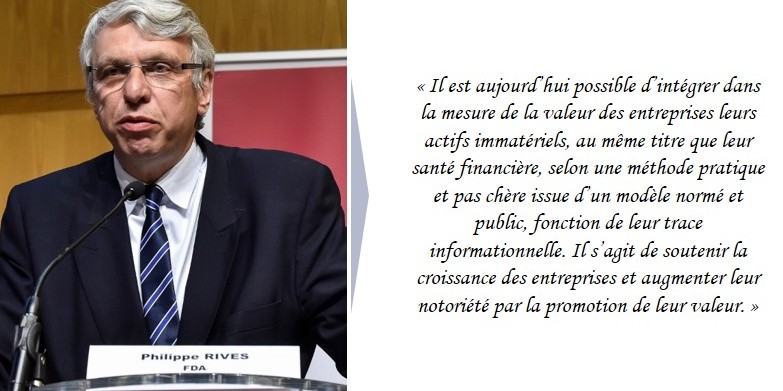 « Il est aujourd'hui possible d'intégrer dans
la mesure de la valeur des entreprises leurs
actifs immatériels, au même titre que leur
santé financière, selon une méthode pratique
et pas chère issue d'un modèle normé et
public, fonction de leur trace
informationnelle. Il s'agit de soutenir la
croissance des entreprises et augmenter leur
notoriété par la promotion de leur valeur. »
Philippe RIVES
FDA